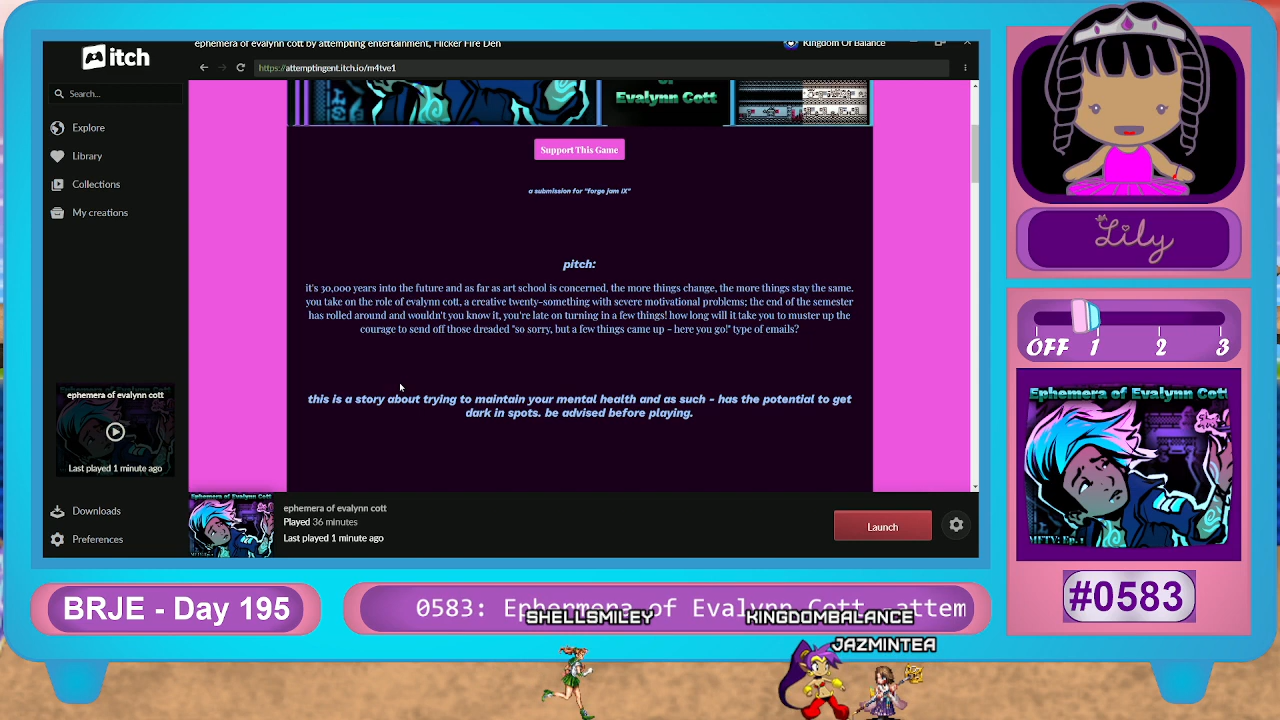 ephemera of evalynn cott by attempting entertainment, Flicker Fire Den
Kingdom Of Balance
itch
https://attemptingent.itch.io/m4tve1
Search...
Explore
Library
Collections
My creations
ephemera of evalynn cott
Last played 1 minute ago
Downloads
Preferences
of
Evalynn Cott
Support This Game
a submission for "forge jam IX"
pitch:
it's 30,000 years into the future and as far as art school is concerned, the more things change, the more things stay the same.
you take on the role of evalynn cott, a creative twenty-something with severe motivational problems; the end of the semester
has rolled around and wouldn't you know it, you're late on turning in a few things! how long will it take you to muster up the
courage to send off those dreaded "so sorry, but a few things came up - here you go!" type of emails?
this is a story about trying to maintain your mental health and as such - has the potential to get
dark in spots. be advised before playing.
Ephemera of Evalynn Cott
ephemera of evalynn cott
Played 36 minutes
Last played 1 minute ago
Launch
Lily
OFF 1 2 3
Ephemera of Evalynn Cott
MFTY: Ep. 1
#0583
BRJE - Day 195
0583: Ephermera of Evalynn Cott -attem
SHELLSMILEY
KINGDOMBALANCE
JAZMINTEA